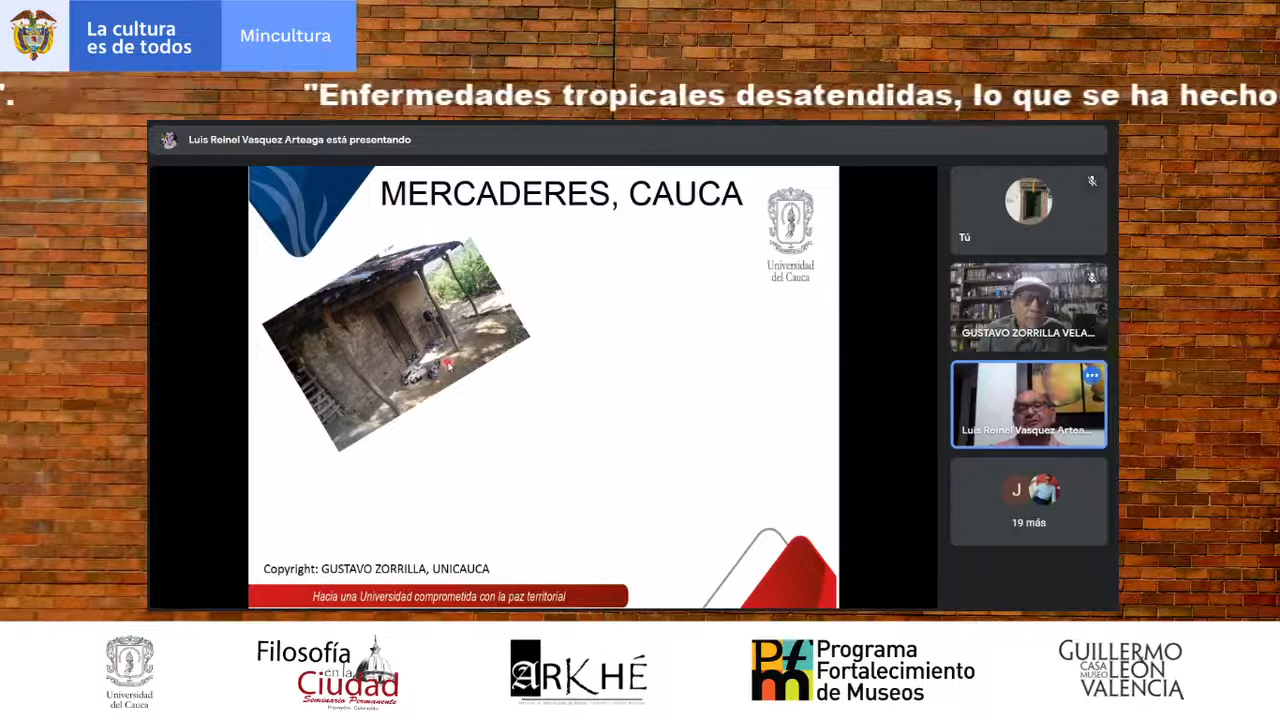 La cultura
es de todos
Mincultura
".
"Enfermedades tropicales desatendidas, lo que se ha hecho
Luis Reinel Vasquez Arteaga está presentando
MERCADERES, CAUCA
Universidad
del Cauca
Tú
GUSTAVO ZORRILLA VELA...
Luis Reinel Vasquez Artea...
J
19 más
Copyright: GUSTAVO ZORRILLA, UNICAUCA
Hacia una Universidad comprometida con la paz territorial
Universidad
del Cauca
Filosofía
en la
Ciudad
Seminario Permanente
Popayán - Colombia
ARKHÉ
Pfm
Programa
Fortalecimiento
de Museos
GUILLERMO
CASA
MUSEO
LEÓN
VALENCIA